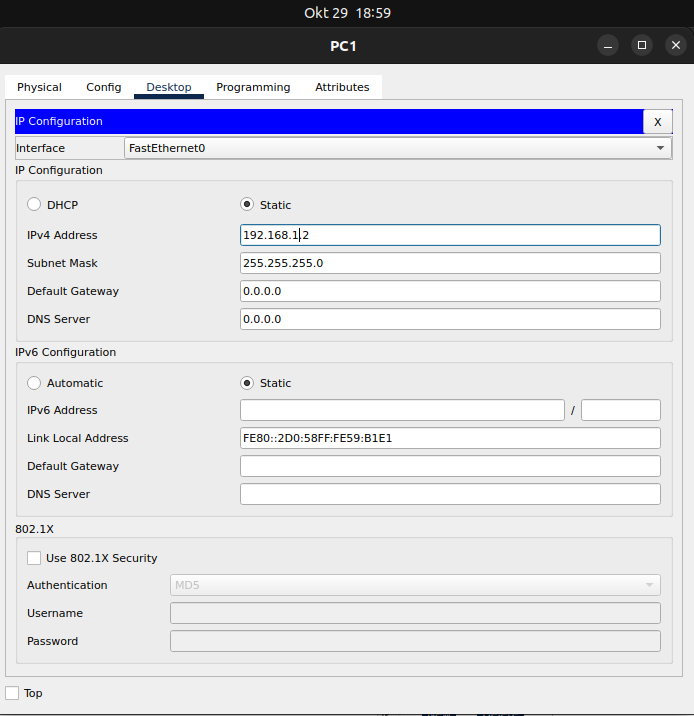 Okt 29 18:59
PC1
Physical Config Desktop Programming Attributes
IP Configuration X
Interface FastEthernet0
IP Configuration
DHCP Static
IPv4 Address 192.168.1.2
Subnet Mask 255.255.255.0
Default Gateway 0.0.0.0
DNS Server 0.0.0.0
IPv6 Configuration
Automatic Static
IPv6 Address /
Link Local Address FE80::2D0:58FF:FE59:B1E1
Default Gateway
DNS Server
802.1X
Use 802.1X Security
Authentication MD5
Username
Password
Top